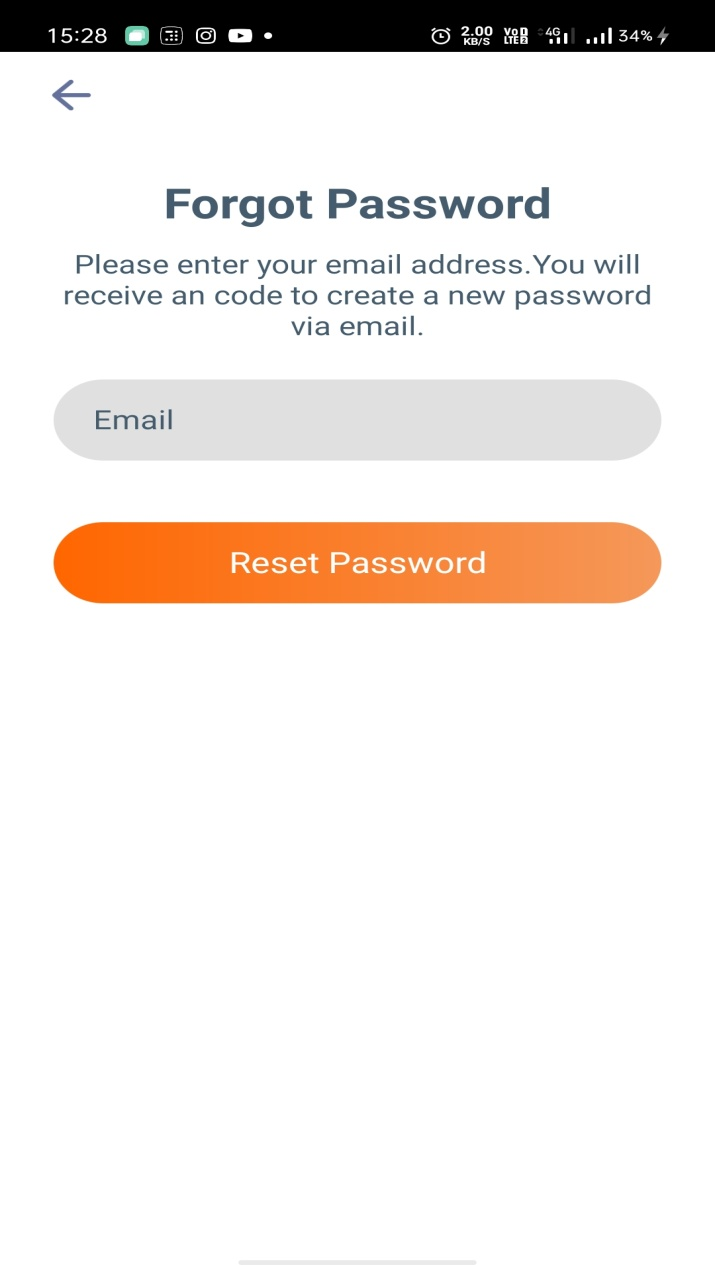 15:28 2.00 KB/S VoD LTE2 4G 34%
Forgot Password
Please enter your email address.You will
receive an code to create a new password
via email.
Email
Reset Password